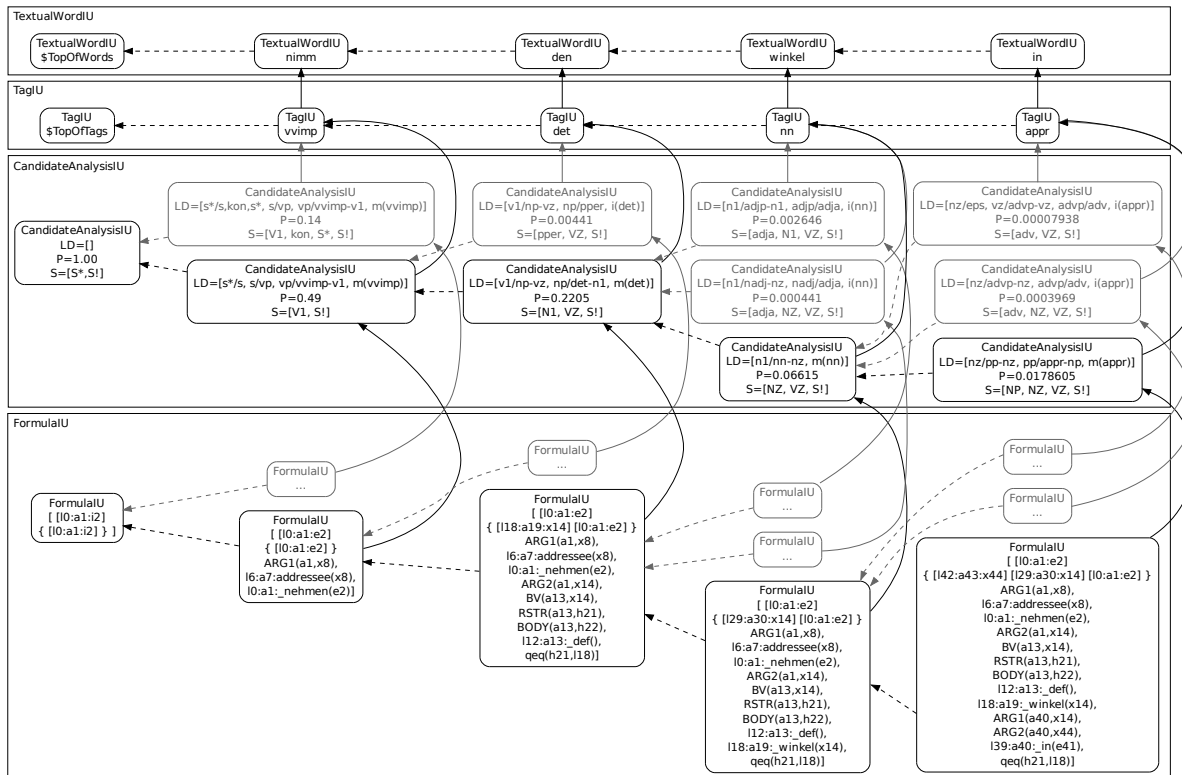 TextualWordIU
TextualWordIU
$TopOfWords
TextualWordIU
nimm
TextualWordIU
den
TextualWordIU
winkel
TextualWordIU
in
TagIU
TagIU
$TopOfTags
TagIU
vvimp
TagIU
det
TagIU
nn
TagIU
appr
CandidateAnalysisIU
CandidateAnalysisIU
LD=[]
P=1.00
S=[S*,S!]
CandidateAnalysisIU
LD=[s*/s,kon,s*, s/vp, vp/vvimp-v1, m(vvimp)]
P=0.14
S=[V1, kon, S*, S!]
CandidateAnalysisIU
LD=[s*/s, s/vp, vp/vvimp-v1, m(vvimp)]
P=0.49
S=[V1, S!]
CandidateAnalysisIU
LD=[v1/np-vz, np/pper, i(det)]
P=0.00441
S=[pper, VZ, S!]
CandidateAnalysisIU
LD=[v1/np-vz, np/det-n1, m(det)]
P=0.2205
S=[N1, VZ, S!]
CandidateAnalysisIU
LD=[n1/adjp-n1, adjp/adja, i(nn)]
P=0.002646
S=[adja, N1, VZ, S!]
CandidateAnalysisIU
LD=[n1/nadj-nz, nadj/adja, i(nn)]
P=0.000441
S=[adja, NZ, VZ, S!]
CandidateAnalysisIU
LD=[n1/nn-nz, m(nn)]
P=0.06615
S=[NZ, VZ, S!]
CandidateAnalysisIU
LD=[nz/eps, vz/advp-vz, advp/adv, i(appr)]
P=0.00007938
S=[adv, VZ, S!]
CandidateAnalysisIU
LD=[nz/advp-nz, advp/adv, i(appr)]
P=0.0003969
S=[adv, NZ, VZ, S!]
CandidateAnalysisIU
LD=[nz/pp-nz, pp/appr-np, m(appr)]
P=0.0178605
S=[NP, NZ, VZ, S!]
FormulaIU
FormulaIU
[ [l0:a1:i2]
{ [l0:a1:i2] } ]
FormulaIU
...
FormulaIU
[ [l0:a1:e2]
{ [l0:a1:e2] }
ARG1(a1,x8),
l6:a7:addressee(x8),
l0:a1:_nehmen(e2)]
FormulaIU
...
FormulaIU
[ [l0:a1:e2]
{ [l18:a19:x14] [l0:a1:e2] }
ARG1(a1,x8),
l6:a7:addressee(x8),
l0:a1:_nehmen(e2),
ARG2(a1,x14),
BV(a13,x14),
RSTR(a13,h21),
BODY(a13,h22),
l12:a13:_def(),
qeq(h21,l18)]
FormulaIU
...
FormulaIU
...
FormulaIU
[ [l0:a1:e2]
{ [l29:a30:x14] [l0:a1:e2] }
ARG1(a1,x8),
l6:a7:addressee(x8),
l0:a1:_nehmen(e2),
ARG2(a1,x14),
BV(a13,x14),
RSTR(a13,h21),
BODY(a13,h22),
l12:a13:_def(),
l18:a19:_winkel(x14),
qeq(h21,l18)]
FormulaIU
...
FormulaIU
...
FormulaIU
[ [l0:a1:e2]
{ [l42:a43:x44] [l29:a30:x14] [l0:a1:e2] }
ARG1(a1,x8),
l6:a7:addressee(x8),
l0:a1:_nehmen(e2),
ARG2(a1,x14),
BV(a13,x14),
RSTR(a13,h21),
BODY(a13,h22),
l12:a13:_def(),
l18:a19:_winkel(x14),
ARG1(a40,x14),
ARG2(a40,x44),
l39:a40:_in(e41),
qeq(h21,l18)]